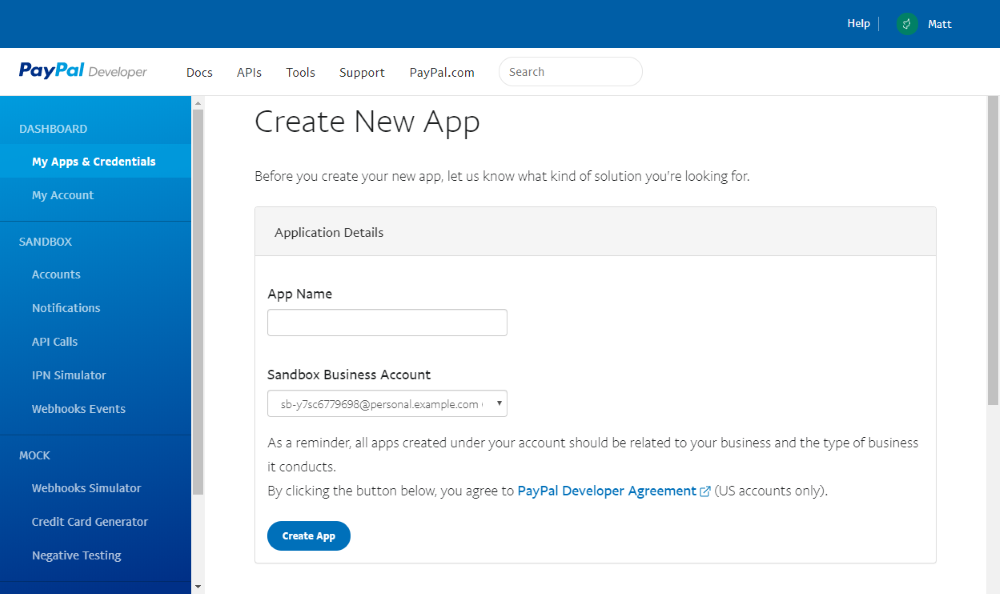 Help
Matt
PayPal Developer
Docs
APIs
Tools
Support
PayPal.com
Search
DASHBOARD
My Apps & Credentials
My Account
SANDBOX
Accounts
Notifications
API Calls
IPN Simulator
Webhooks Events
MOCK
Webhooks Simulator
Credit Card Generator
Negative Testing
Create New App
Before you create your new app, let us know what kind of solution you're looking for.
Application Details
App Name
Sandbox Business Account
sb-y7sc6779698@personal.example.com
As a reminder, all apps created under your account should be related to your business and the type of business
it conducts.
By clicking the button below, you agree to PayPal Developer Agreement (US accounts only).
Create App